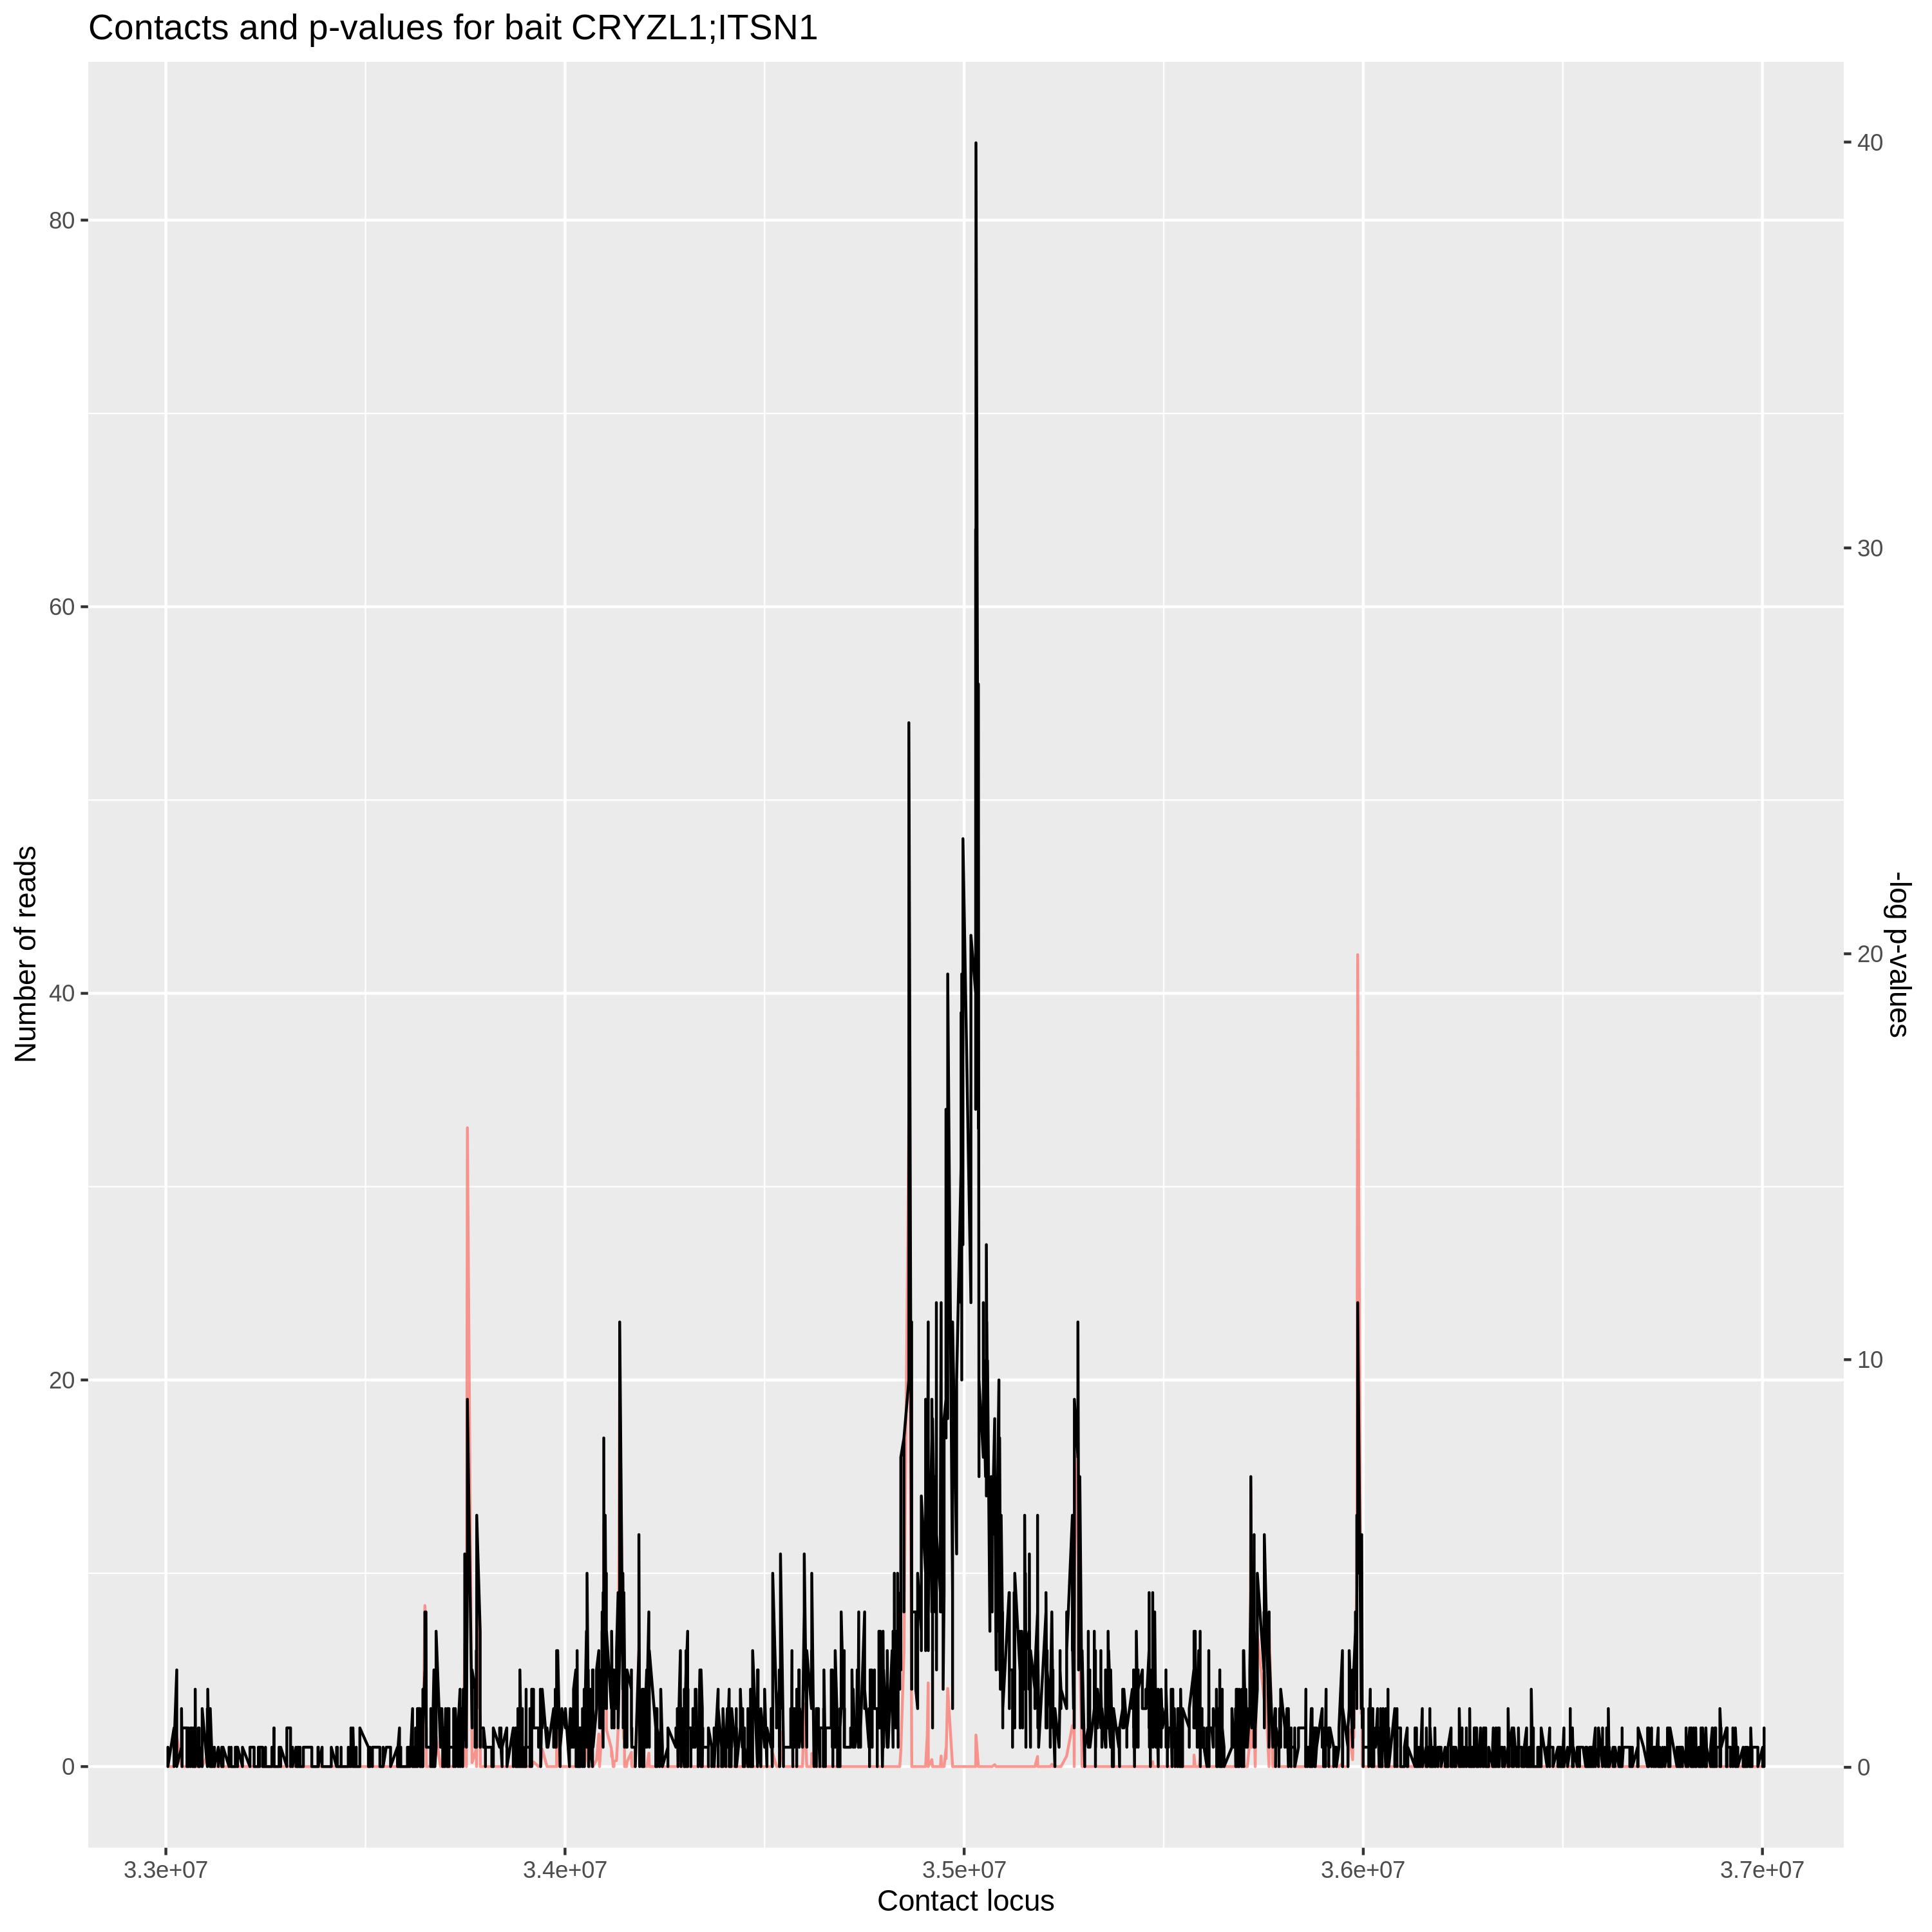 Contacts and p-values for bait CRYZL1;ITSN1
80
60
40
20
0
Number of reads
40
30
20
10
0
-log p-values
3.3e+07
3.4e+07
3.5e+07
3.6e+07
3.7e+07
Contact locus